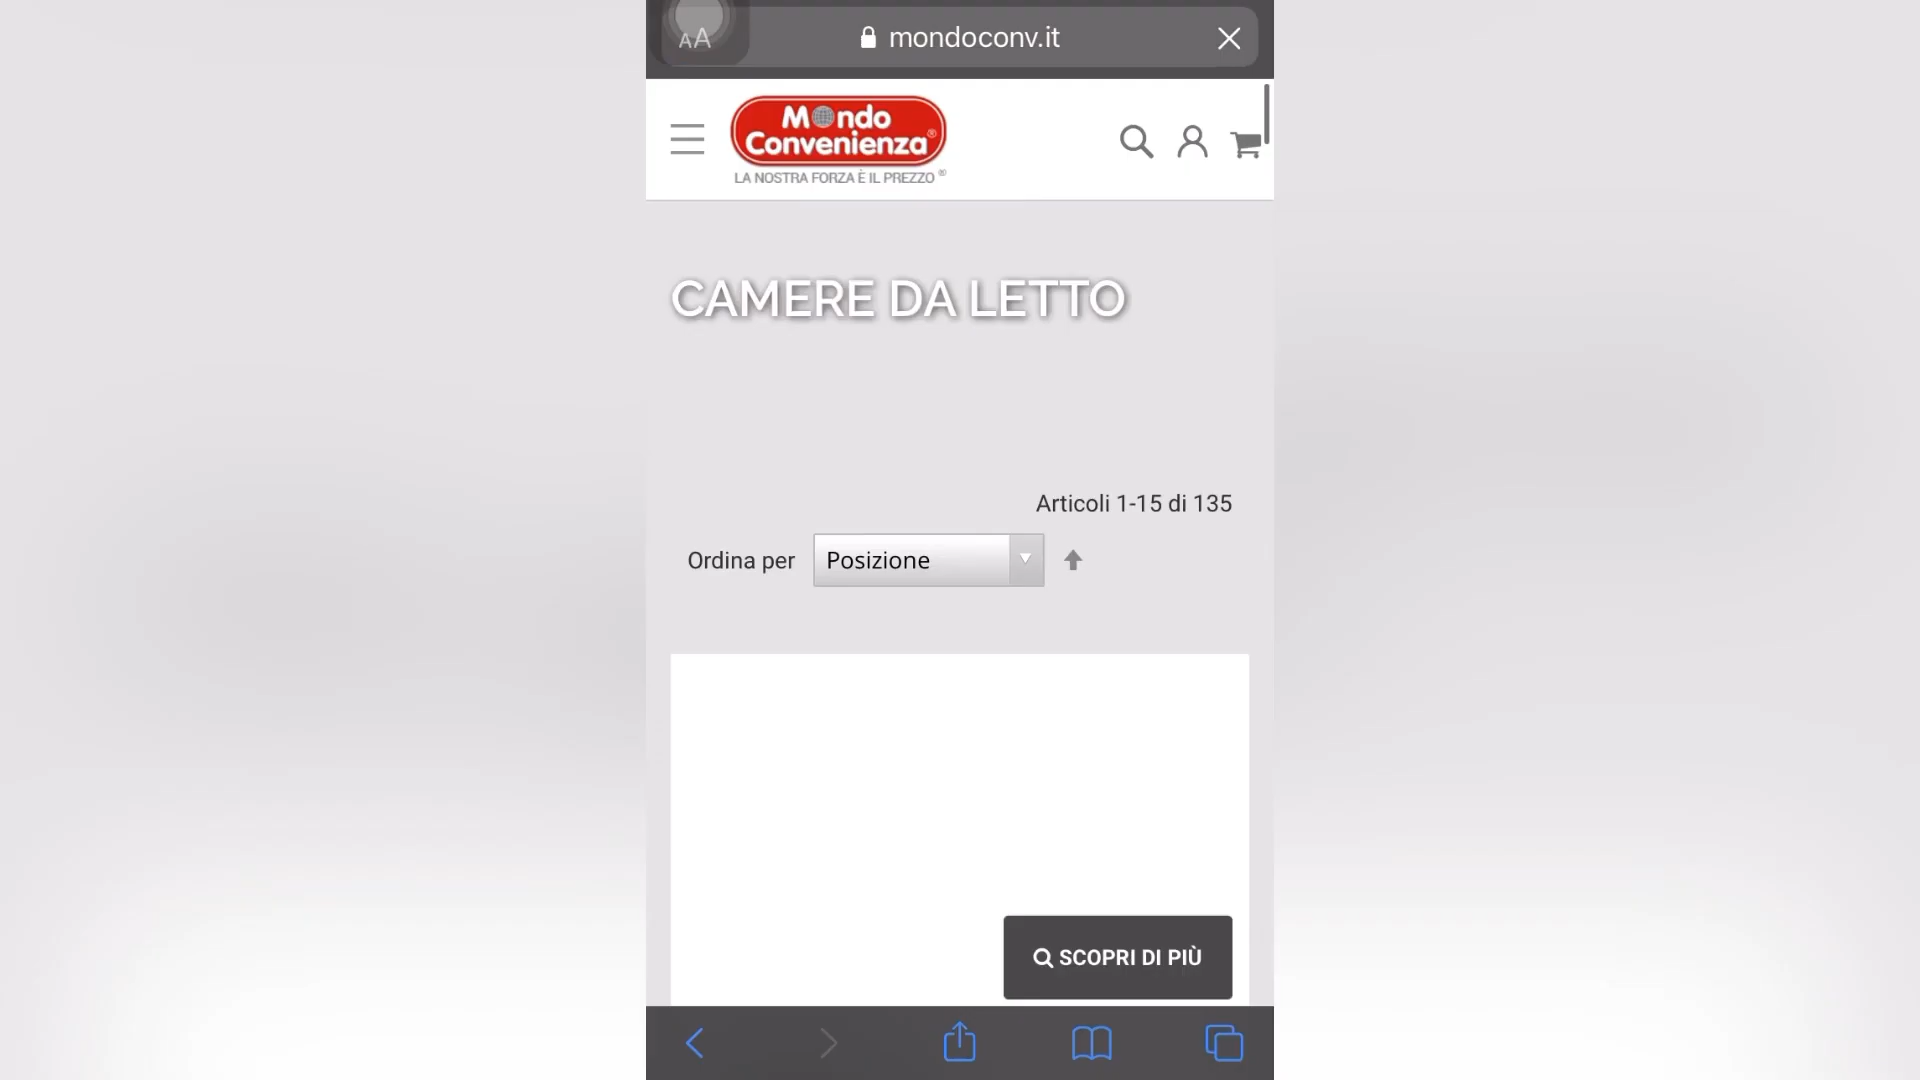 AA
mondoconv.it
Mondo
Convenienza®
LA NOSTRA FORZA È IL PREZZO ®
CAMERE DA LETTO
Articoli 1-15 di 135
Ordina per
Posizione
SCOPRI DI PIÙ